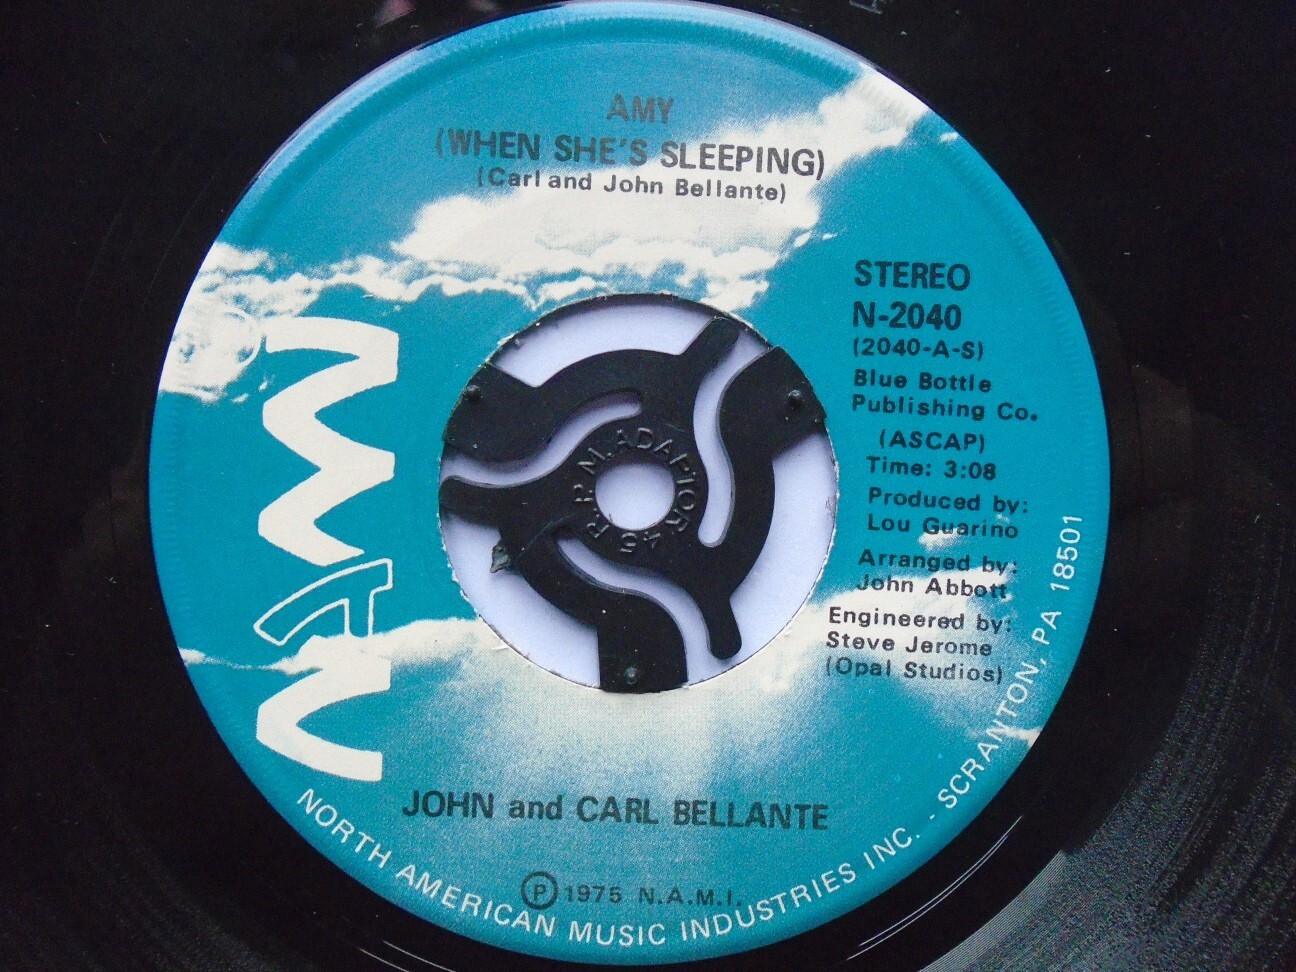 AMY
(WHEN SHE'S SLEEPING)
(Carl and John Bellante)
STEREO
N-2040
(2040-A-S)
Blue Bottle
Publishing Co.
(ASCAP)
Time: 3:08
Produced by:
Lou Guarino
Arranged by:
John Abbott
Engineered by:
Steve Jerome
(Opal Studios)
45 R.P.M. ADAPTOR
JOHN and CARL BELLANTE
Ⓟ 1975 N.A.M.I.
NORTH AMERICAN MUSIC INDUSTRIES INC. - SCRANTON, PA 18501